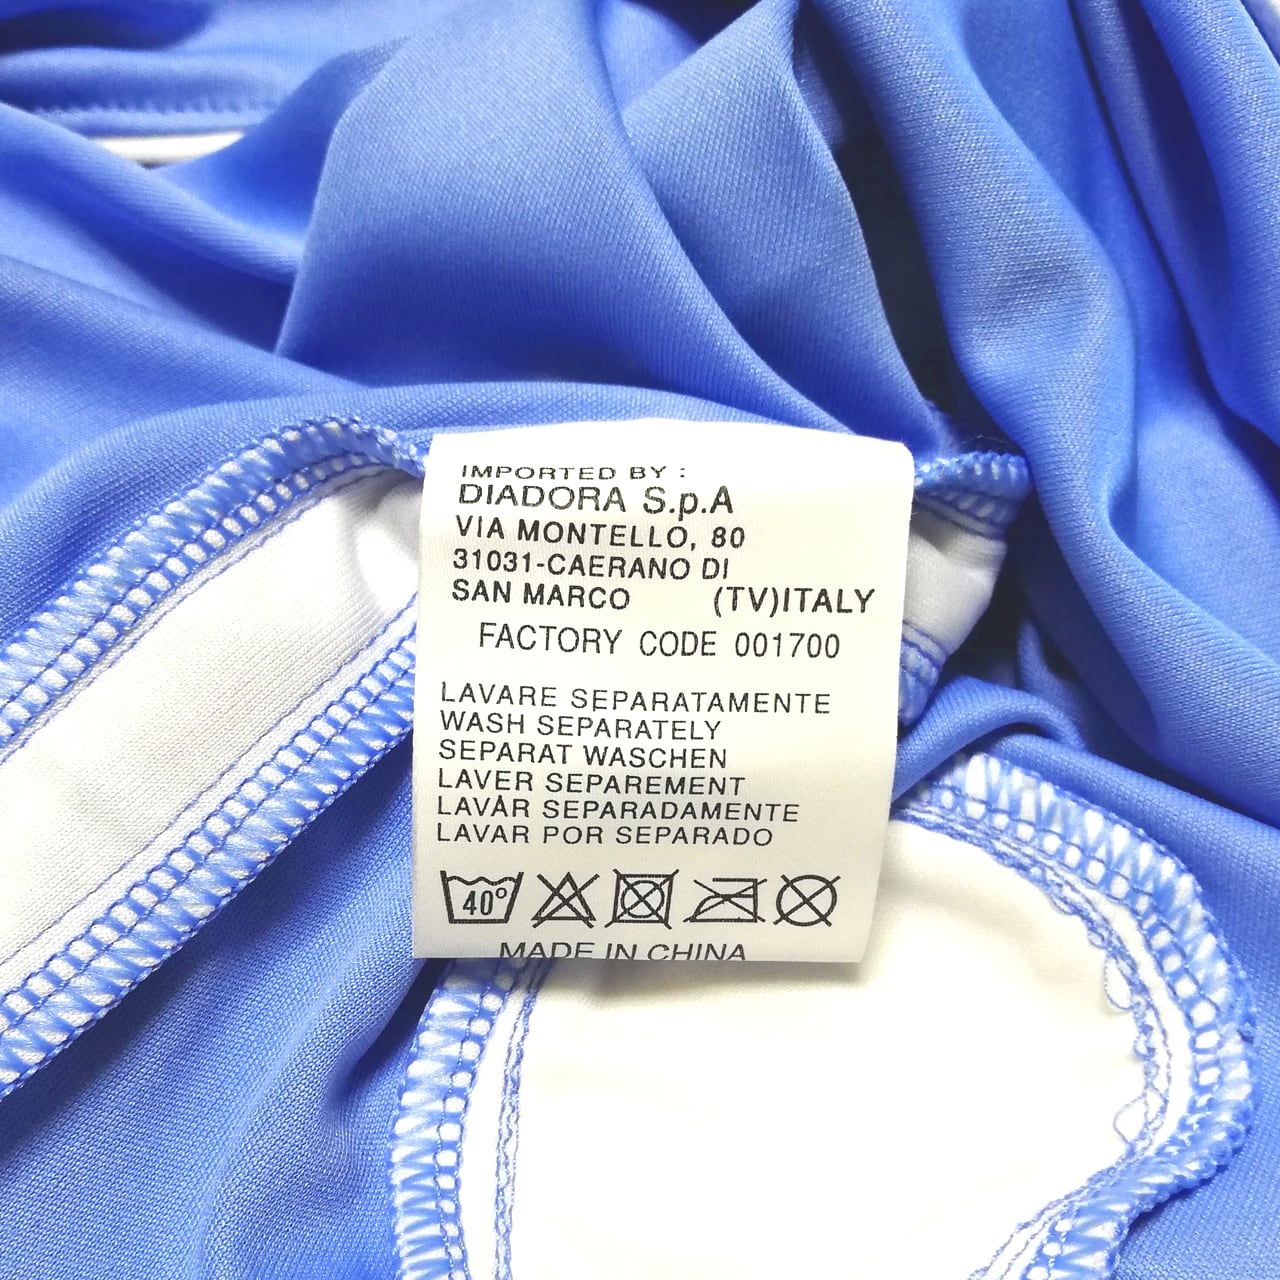 IMPORTED BY :
DIADORA S.p.A
VIA MONTELLO, 80
31031-CAERANO DI
SAN MARCO (TV)ITALY
FACTORY CODE 001700
LAVARE SEPARATAMENTE
WASH SEPARATELY
SEPARAT WASCHEN
LAVER SEPAREMENT
LAVÀR SEPARADAMENTE
LAVAR POR SEPARADO
40°
MADE IN CHINA